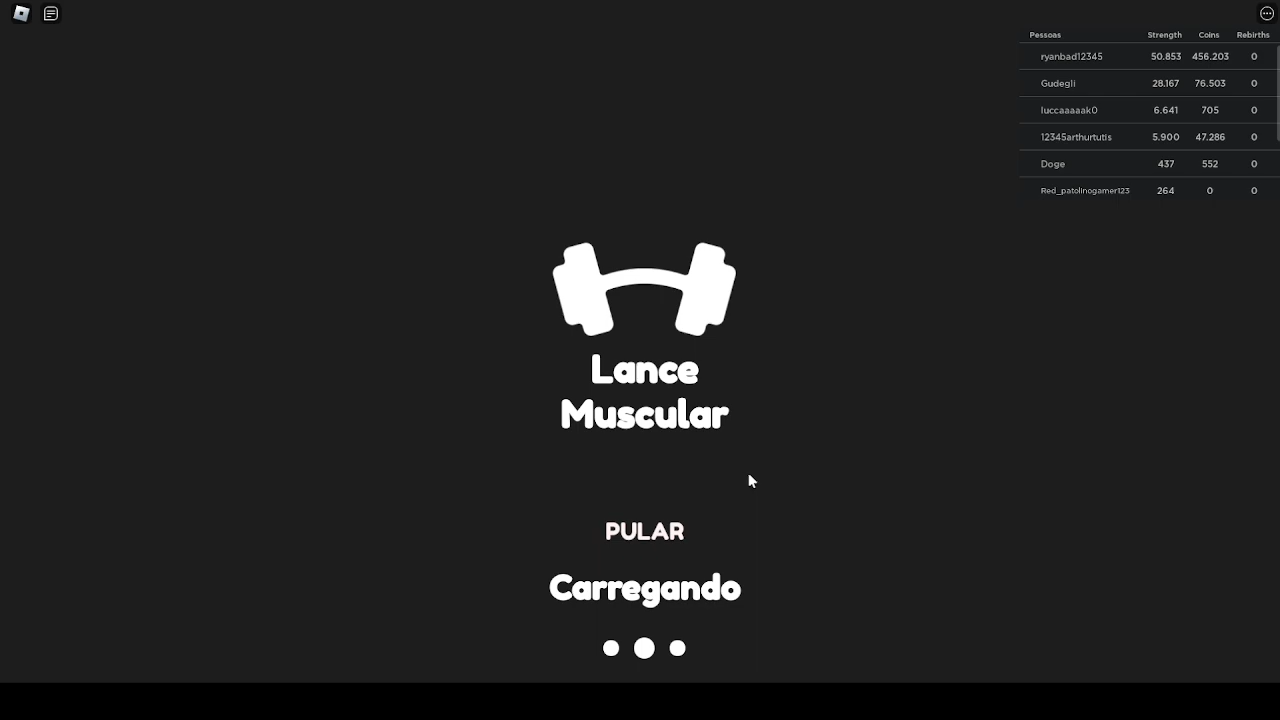 Pessoas Strength Coins Rebirths
ryanbad12345 50.853 456.203 0
Gudegli 28.167 76.503 0
luccaaaaak0 6.641 705 0
12345arthurtutis 5.900 47.286 0
Doge 437 552 0
Red_patolinogamer123 264 0 0
Lance
Muscular
PULAR
Carregando